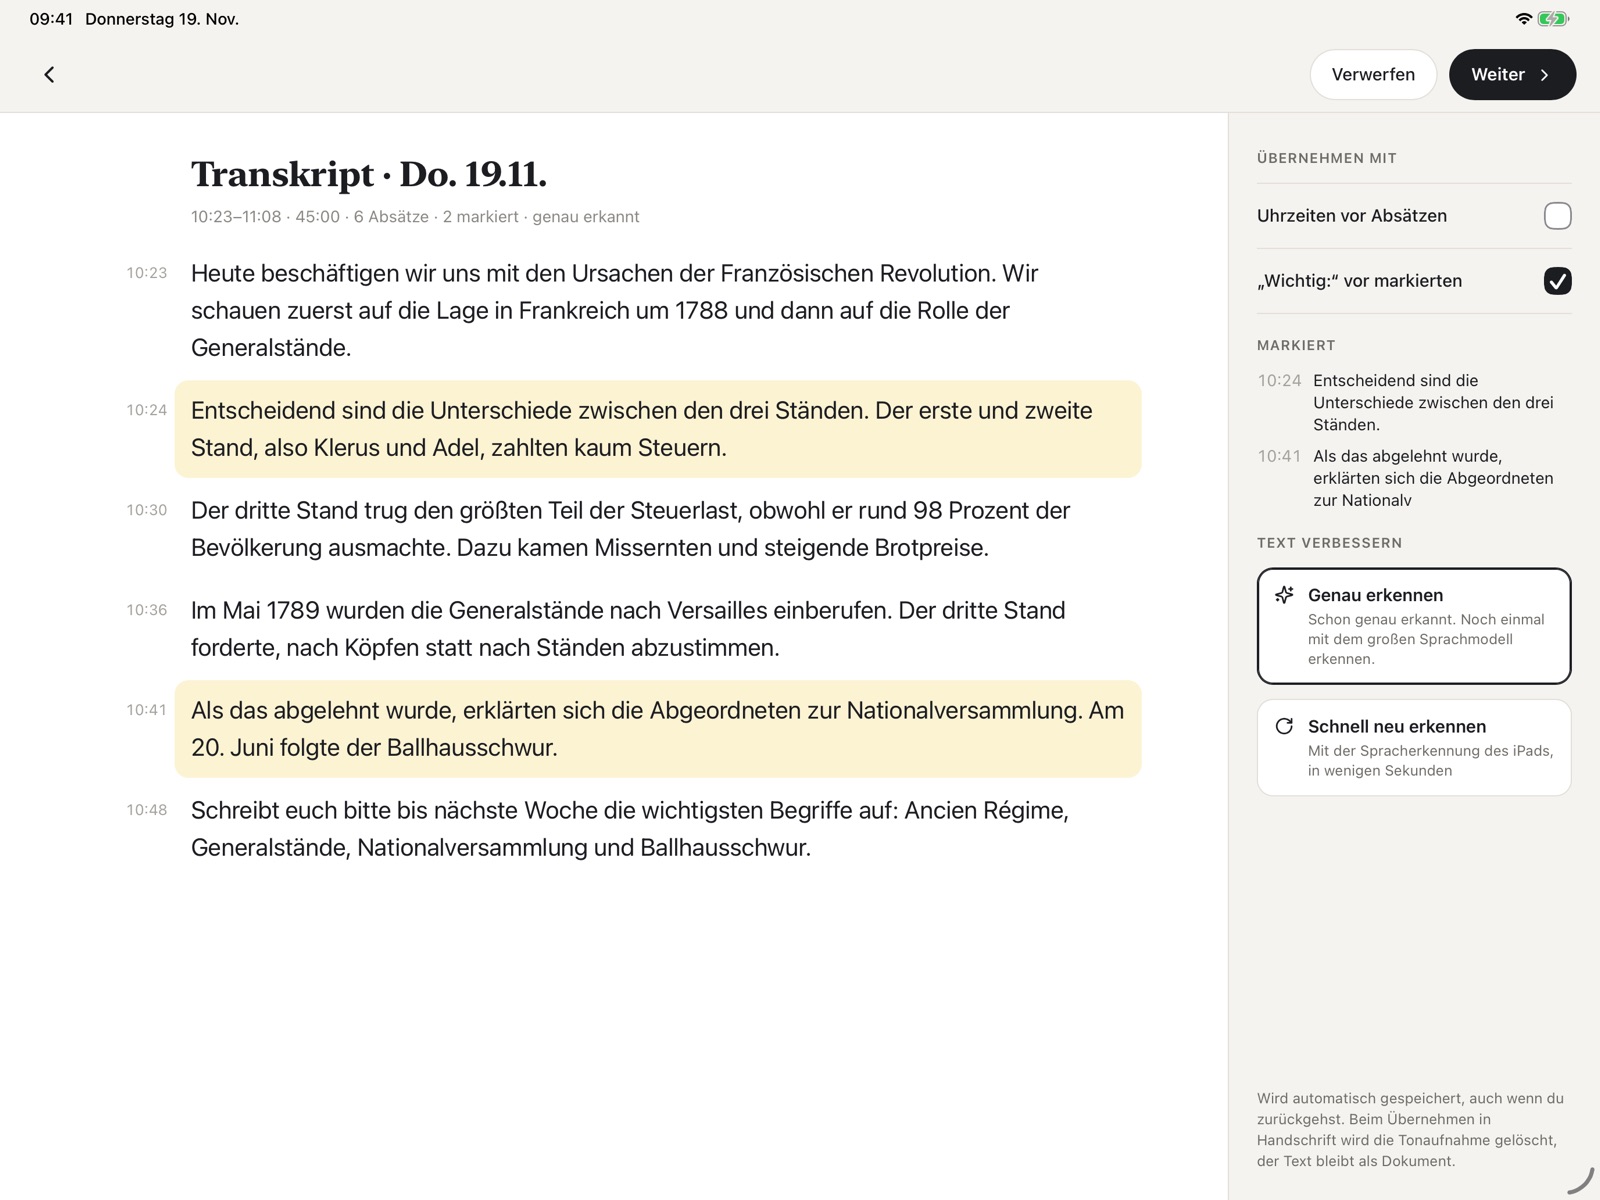 09:41 Donnerstag 19. Nov.
Verwerfen
Weiter
Transkript · Do. 19.11.
10:23–11:08 · 45:00 · 6 Absätze · 2 markiert · genau erkannt
10:23 Heute beschäftigen wir uns mit den Ursachen der Französischen Revolution. Wir
schauen zuerst auf die Lage in Frankreich um 1788 und dann auf die Rolle der
Generalstände.
10:24 Entscheidend sind die Unterschiede zwischen den drei Ständen. Der erste und zweite
Stand, also Klerus und Adel, zahlten kaum Steuern.
10:30 Der dritte Stand trug den größten Teil der Steuerlast, obwohl er rund 98 Prozent der
Bevölkerung ausmachte. Dazu kamen Missernten und steigende Brotpreise.
10:36 Im Mai 1789 wurden die Generalstände nach Versailles einberufen. Der dritte Stand
forderte, nach Köpfen statt nach Ständen abzustimmen.
10:41 Als das abgelehnt wurde, erklärten sich die Abgeordneten zur Nationalversammlung. Am
20. Juni folgte der Ballhausschwur.
10:48 Schreibt euch bitte bis nächste Woche die wichtigsten Begriffe auf: Ancien Régime,
Generalstände, Nationalversammlung und Ballhausschwur.
ÜBERNEHMEN MIT
Uhrzeiten vor Absätzen
„Wichtig:“ vor markierten
MARKIERT
10:24 Entscheidend sind die
Unterschiede zwischen den drei
Ständen.
10:41 Als das abgelehnt wurde,
erklärten sich die Abgeordneten
zur Nationalv
TEXT VERBESSERN
Genau erkennen
Schon genau erkannt. Noch einmal
mit dem großen Sprachmodell
erkennen.
Schnell neu erkennen
Mit der Spracherkennung des iPads,
in wenigen Sekunden
Wird automatisch gespeichert, auch wenn du
zurückgehst. Beim Übernehmen in
Handschrift wird die Tonaufnahme gelöscht,
der Text bleibt als Dokument.